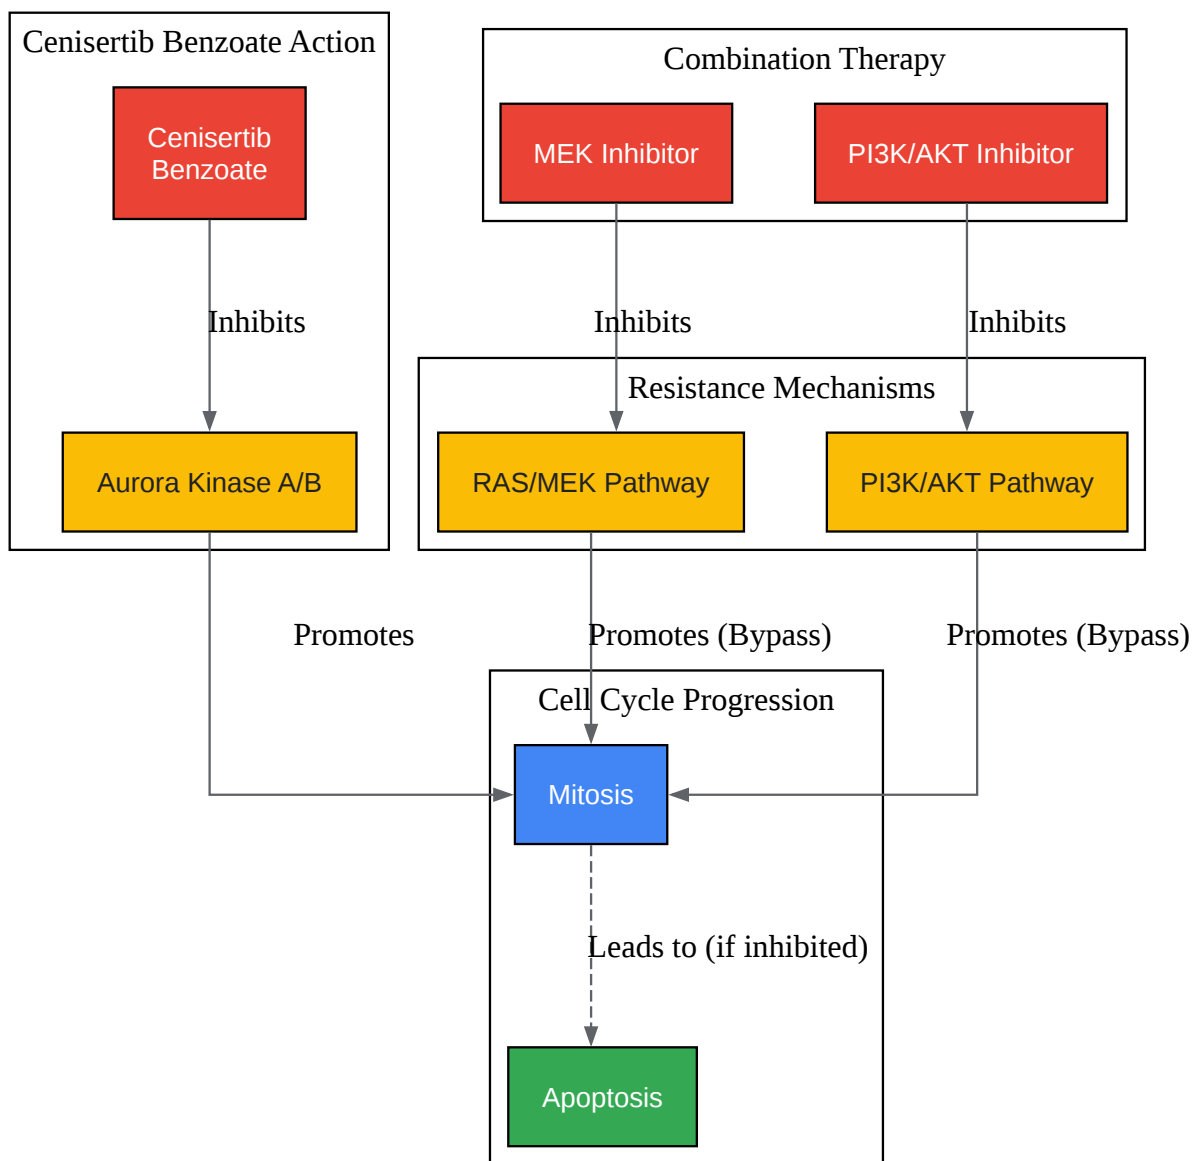 Cenisertib Benzoate Action
Combination Therapy
Cenisertib
Benzoate
MEK Inhibitor
PI3K/AKT Inhibitor
Inhibits
Inhibits
Inhibits
Resistance Mechanisms
Aurora Kinase A/B
RAS/MEK Pathway
PI3K/AKT Pathway
Promotes
Promotes (Bypass)
Promotes (Bypass)
Cell Cycle Progression
Mitosis
Leads to (if inhibited)
Apoptosis